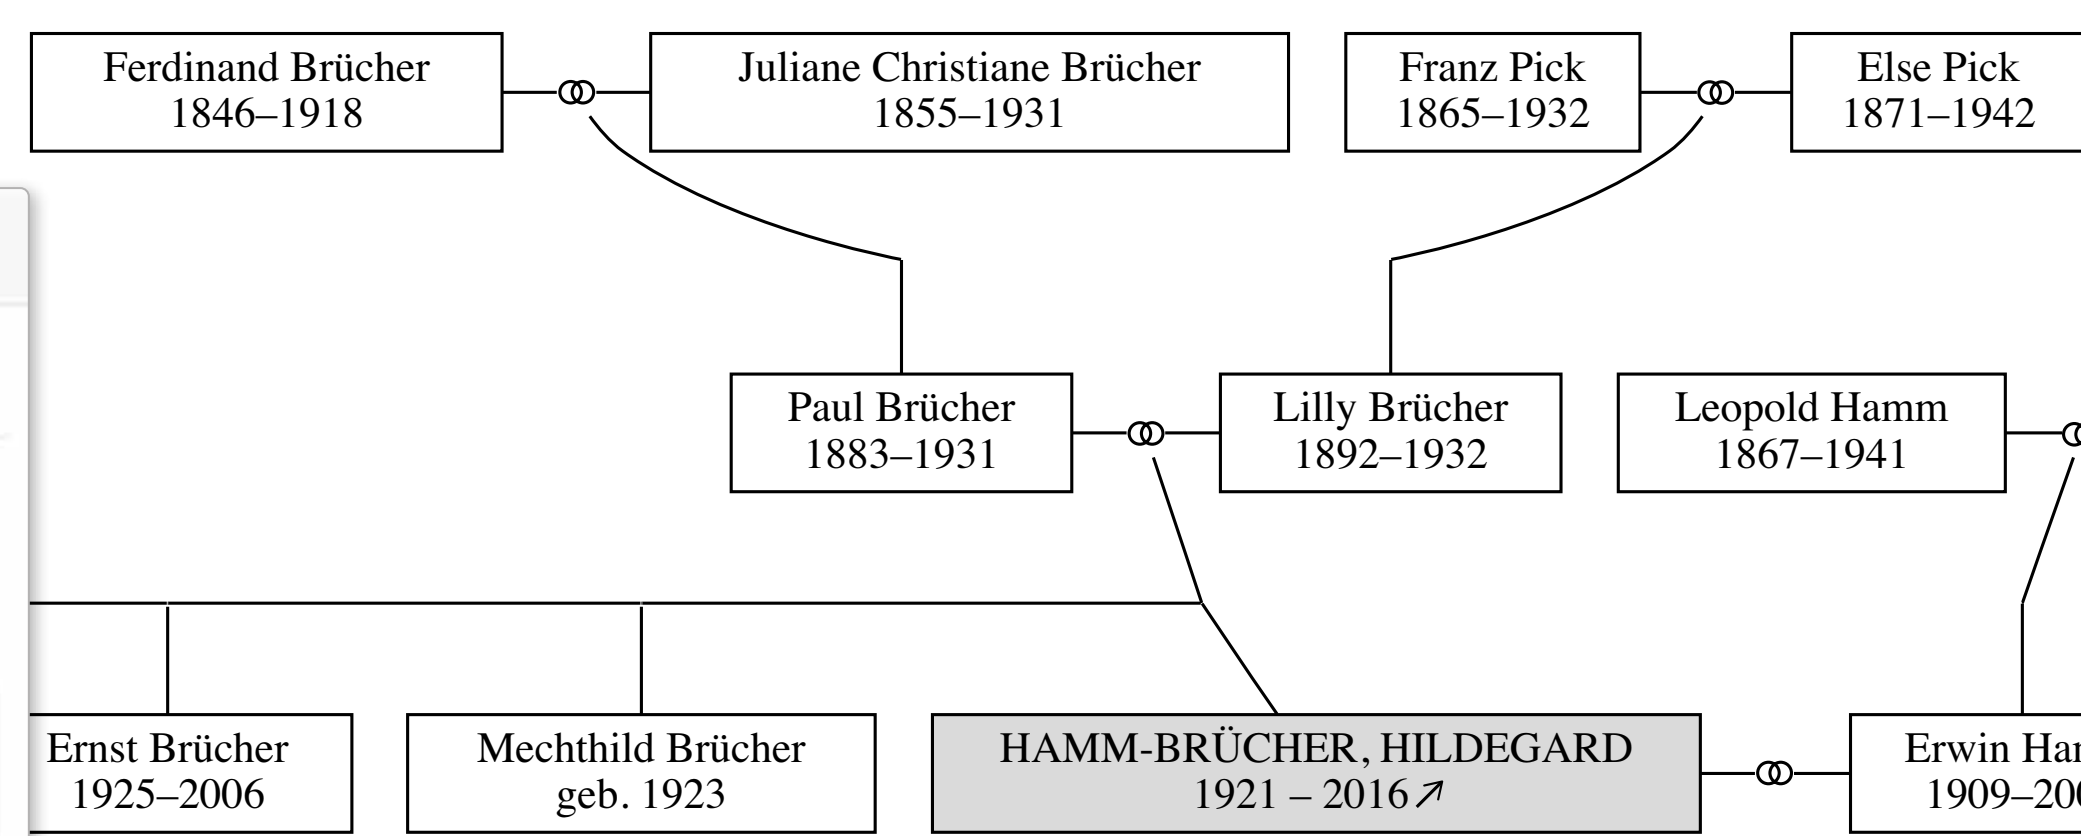 Ferdinand Brücher
1846–1918
Juliane Christiane Brücher
1855–1931
Franz Pick
1865–1932
Else Pick
1871–1942
Paul Brücher
1883–1931
Lilly Brücher
1892–1932
Leopold Hamm
1867–1941
Ernst Brücher
1925–2006
Mechthild Brücher
geb. 1923
HAMM-BRÜCHER, HILDEGARD
1921 – 2016↗
Erwin